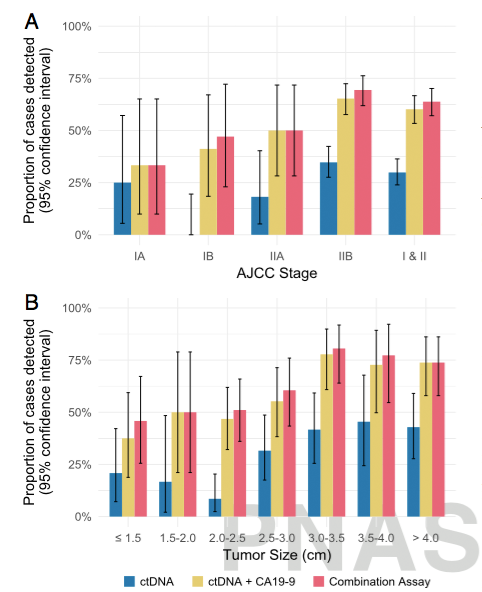 A
Proportion of cases detected
(95% confidence interval)
100%
75%
50%
25%
0%
IA
IB
IIA
IIB
I & II
AJCC Stage
B
Proportion of cases detected
(95% confidence interval)
100%
75%
50%
25%
0%
≤ 1.5
1.5-2.0
2.0-2.5
2.5-3.0
3.0-3.5
3.5-4.0
> 4.0
PNAS
Tumor Size (cm)
ctDNA
ctDNA + CA19-9
Combination Assay